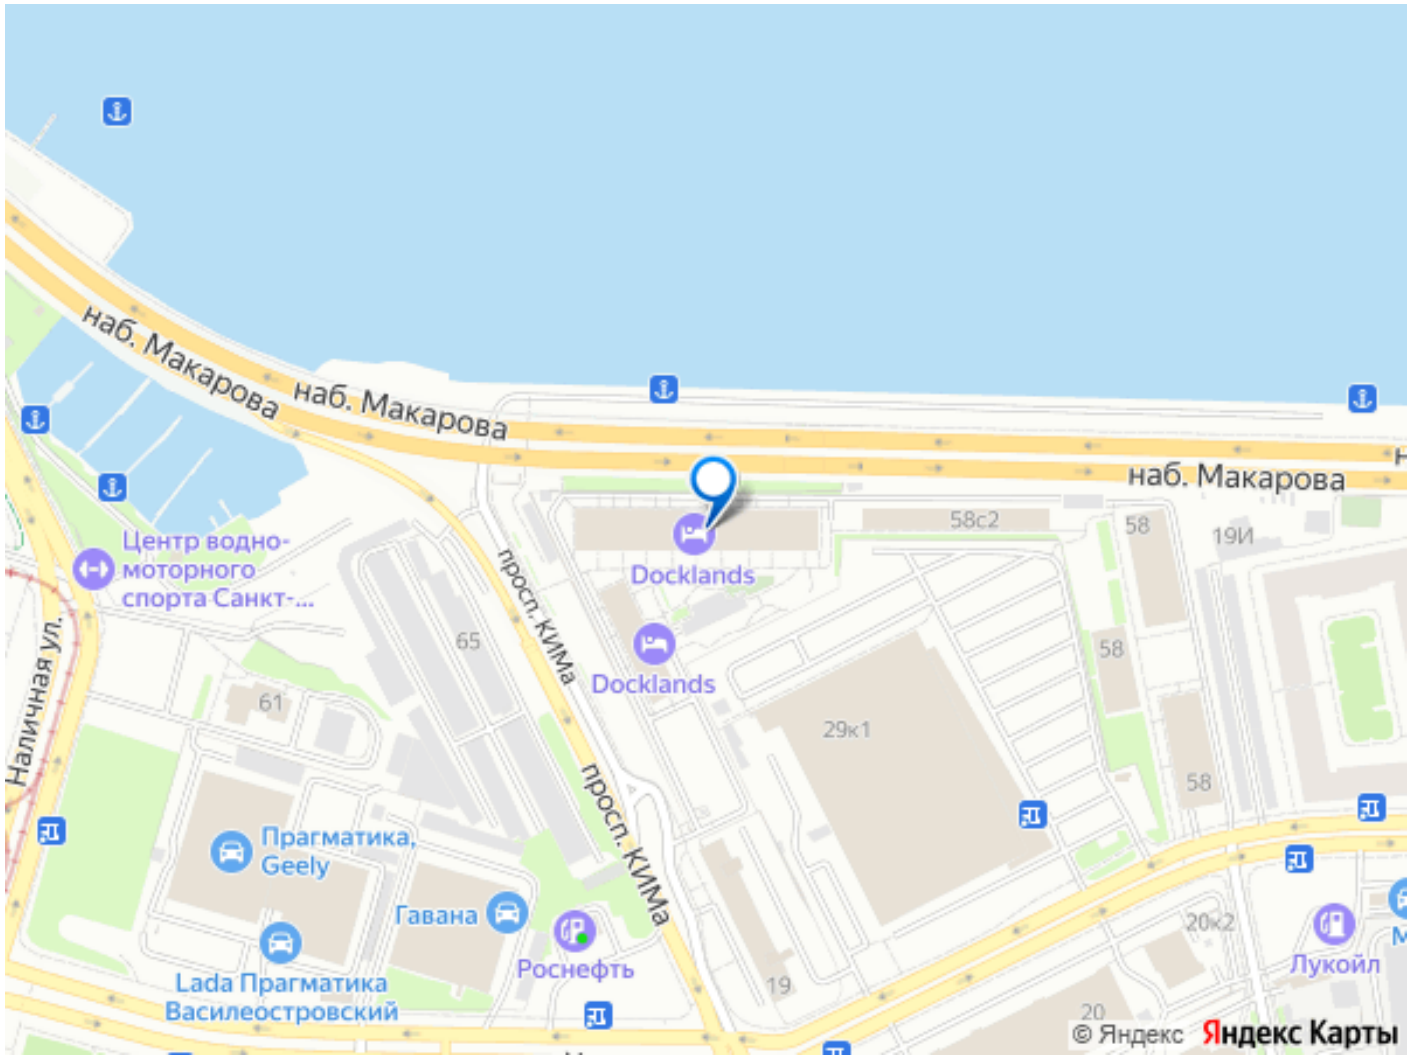 наб. Макарова
наб. Макарова
наб. Макарова
58с2
58
19И
Центр водно-
моторного
спорта Санкт-...
Docklands
просп. КИМа
65
58
Docklands
Наличная ул.
61
29к1
58
просп. КИМа
Прагматика,
Geely
Гавана
20к2
Роснефть
Лукойл
Lada Прагматика
Василеостровский
19
20
© Яндекс Яндекс Карты